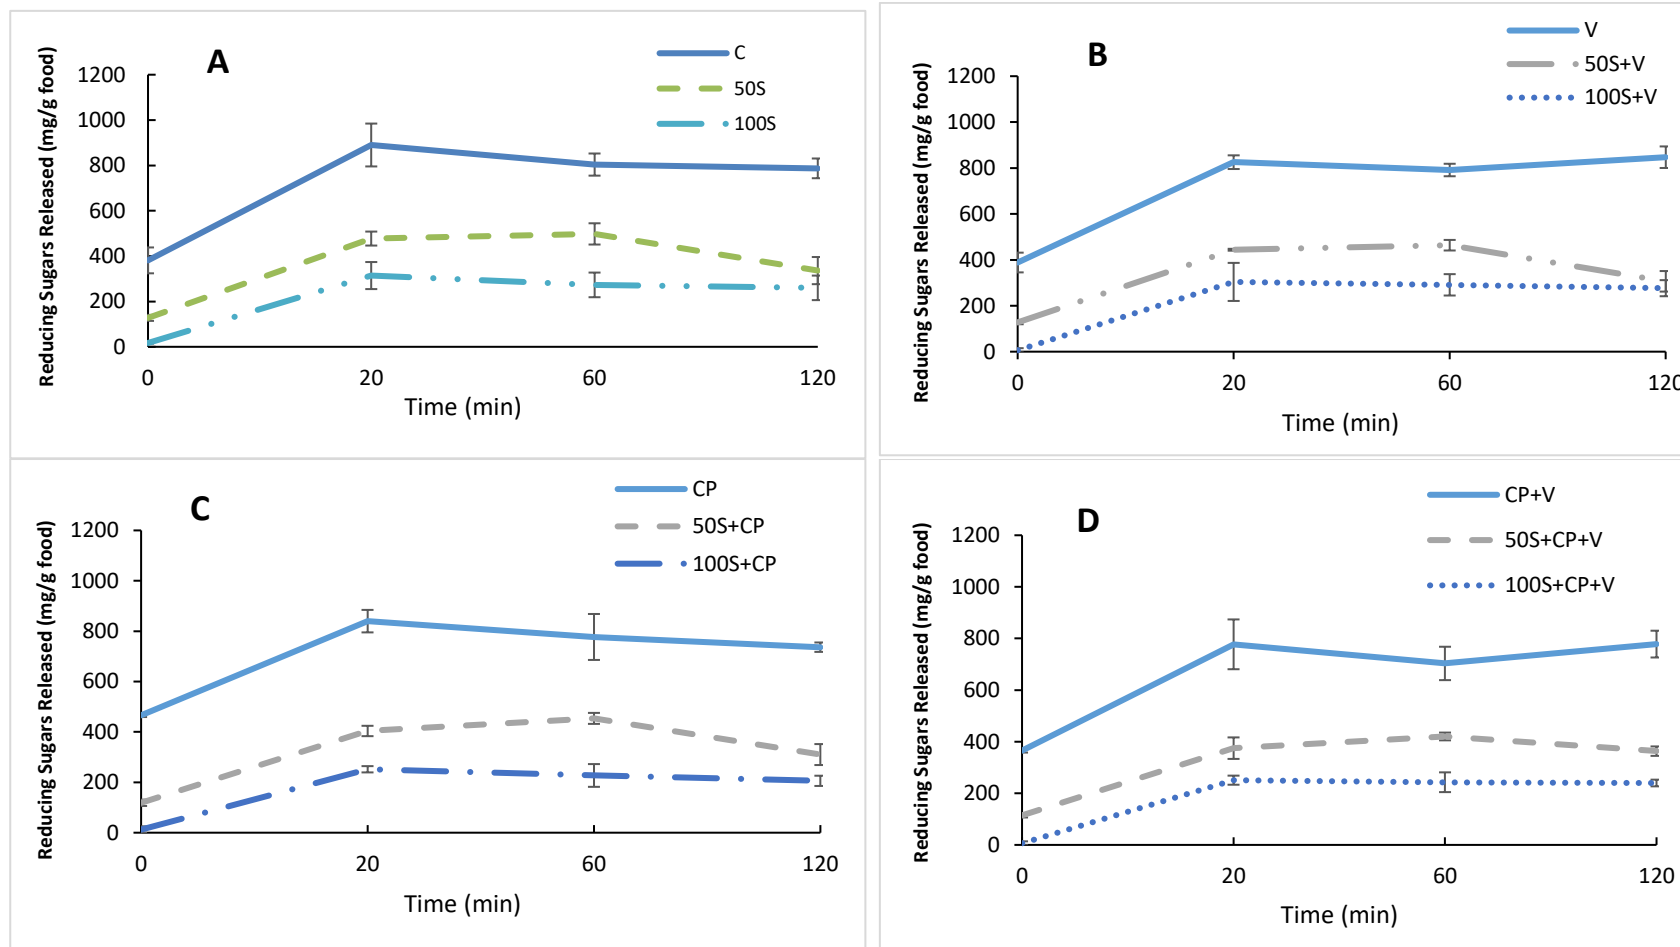 A
C
50S
100S
Reducing Sugars Released (mg/g food)
1200
1000
800
600
400
200
0
0 20 60 120
Time (min)
B
V
50S+V
100S+V
Reducing Sugars Released (mg/g food)
1200
1000
800
600
400
200
0
0 20 60 120
Time (min)
C
CP
50S+CP
100S+CP
Reducing Sugars Released (mg/g food)
1200
1000
800
600
400
200
0
0 20 60 120
Time (min)
D
CP+V
50S+CP+V
100S+CP+V
Reducing Sugars Released (mg/g food)
1200
1000
800
600
400
200
0
0 20 60 120
Time (min)